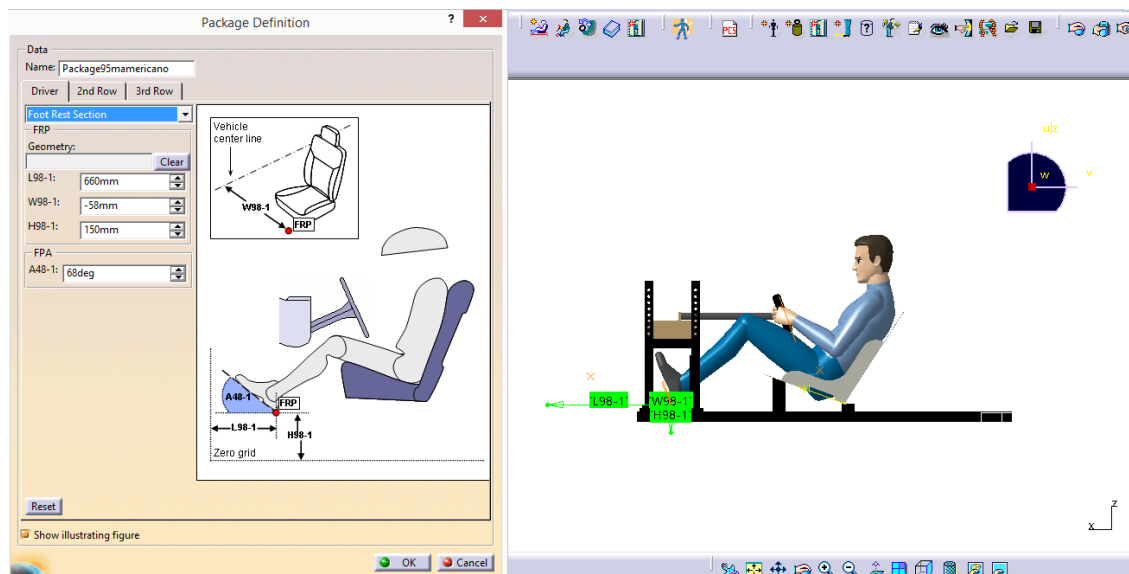 Package Definition
?
×
Data
Name: Package95mamericano
Driver 2nd Row 3rd Row
Foot Rest Section
FRP
Geometry:
Clear
L98-1: 660mm
W98-1: -58mm
H98-1: 150mm
FPA
A48-1: 68deg
Vehicle
center line
W98-1
FRP
A48-1
FRP
L98-1
H98-1
Zero grid
Reset
Show illustrating figure
OK Cancel
PCS
?
u|z
v
w
`L98-1`
`W98-1`
`H98-1`
z
x